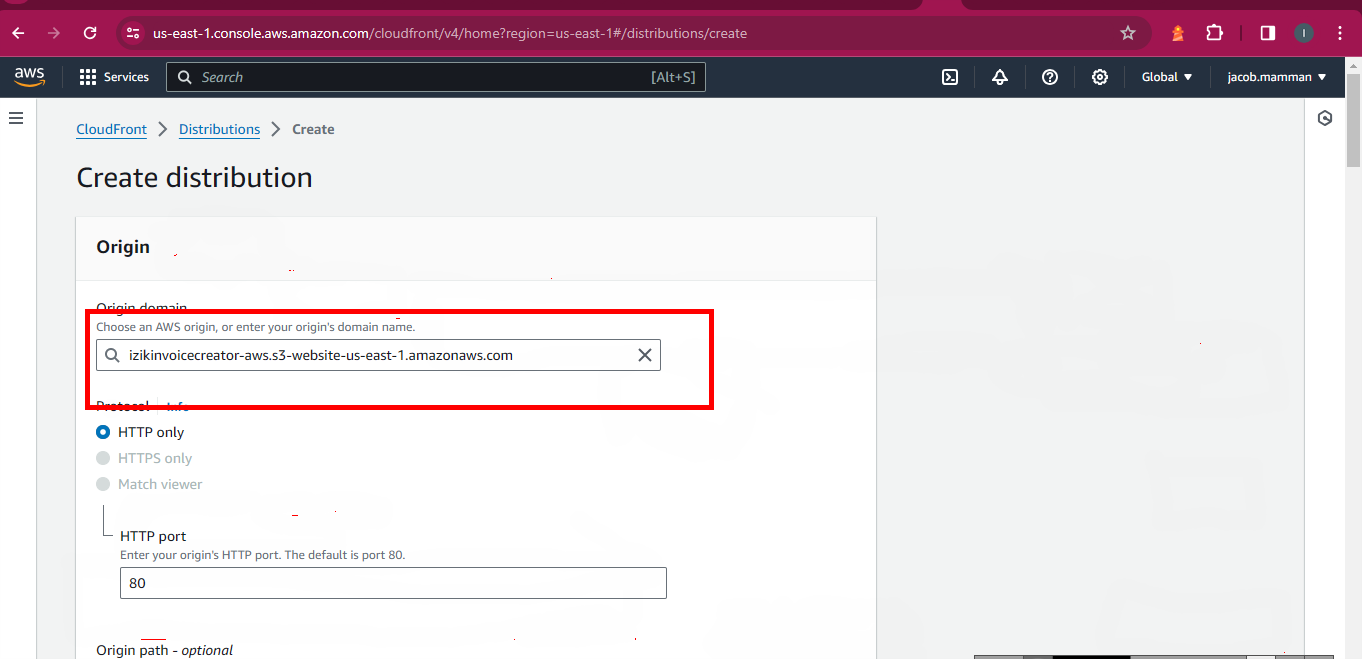 us-east-1.console.aws.amazon.com/cloudfront/v4/home?region=us-east-1#/distributions/create
I
aws
Services
Search
[Alt+S]
Global
jacob.mamman
CloudFront
Distributions
Create
Create distribution
Origin
Origin domain
Choose an AWS origin, or enter your origin's domain name.
izikinvoicecreator-aws.s3-website-us-east-1.amazonaws.com
Protocol
Info
HTTP only
HTTPS only
Match viewer
HTTP port
Enter your origin's HTTP port. The default is port 80.
80
Origin path - optional